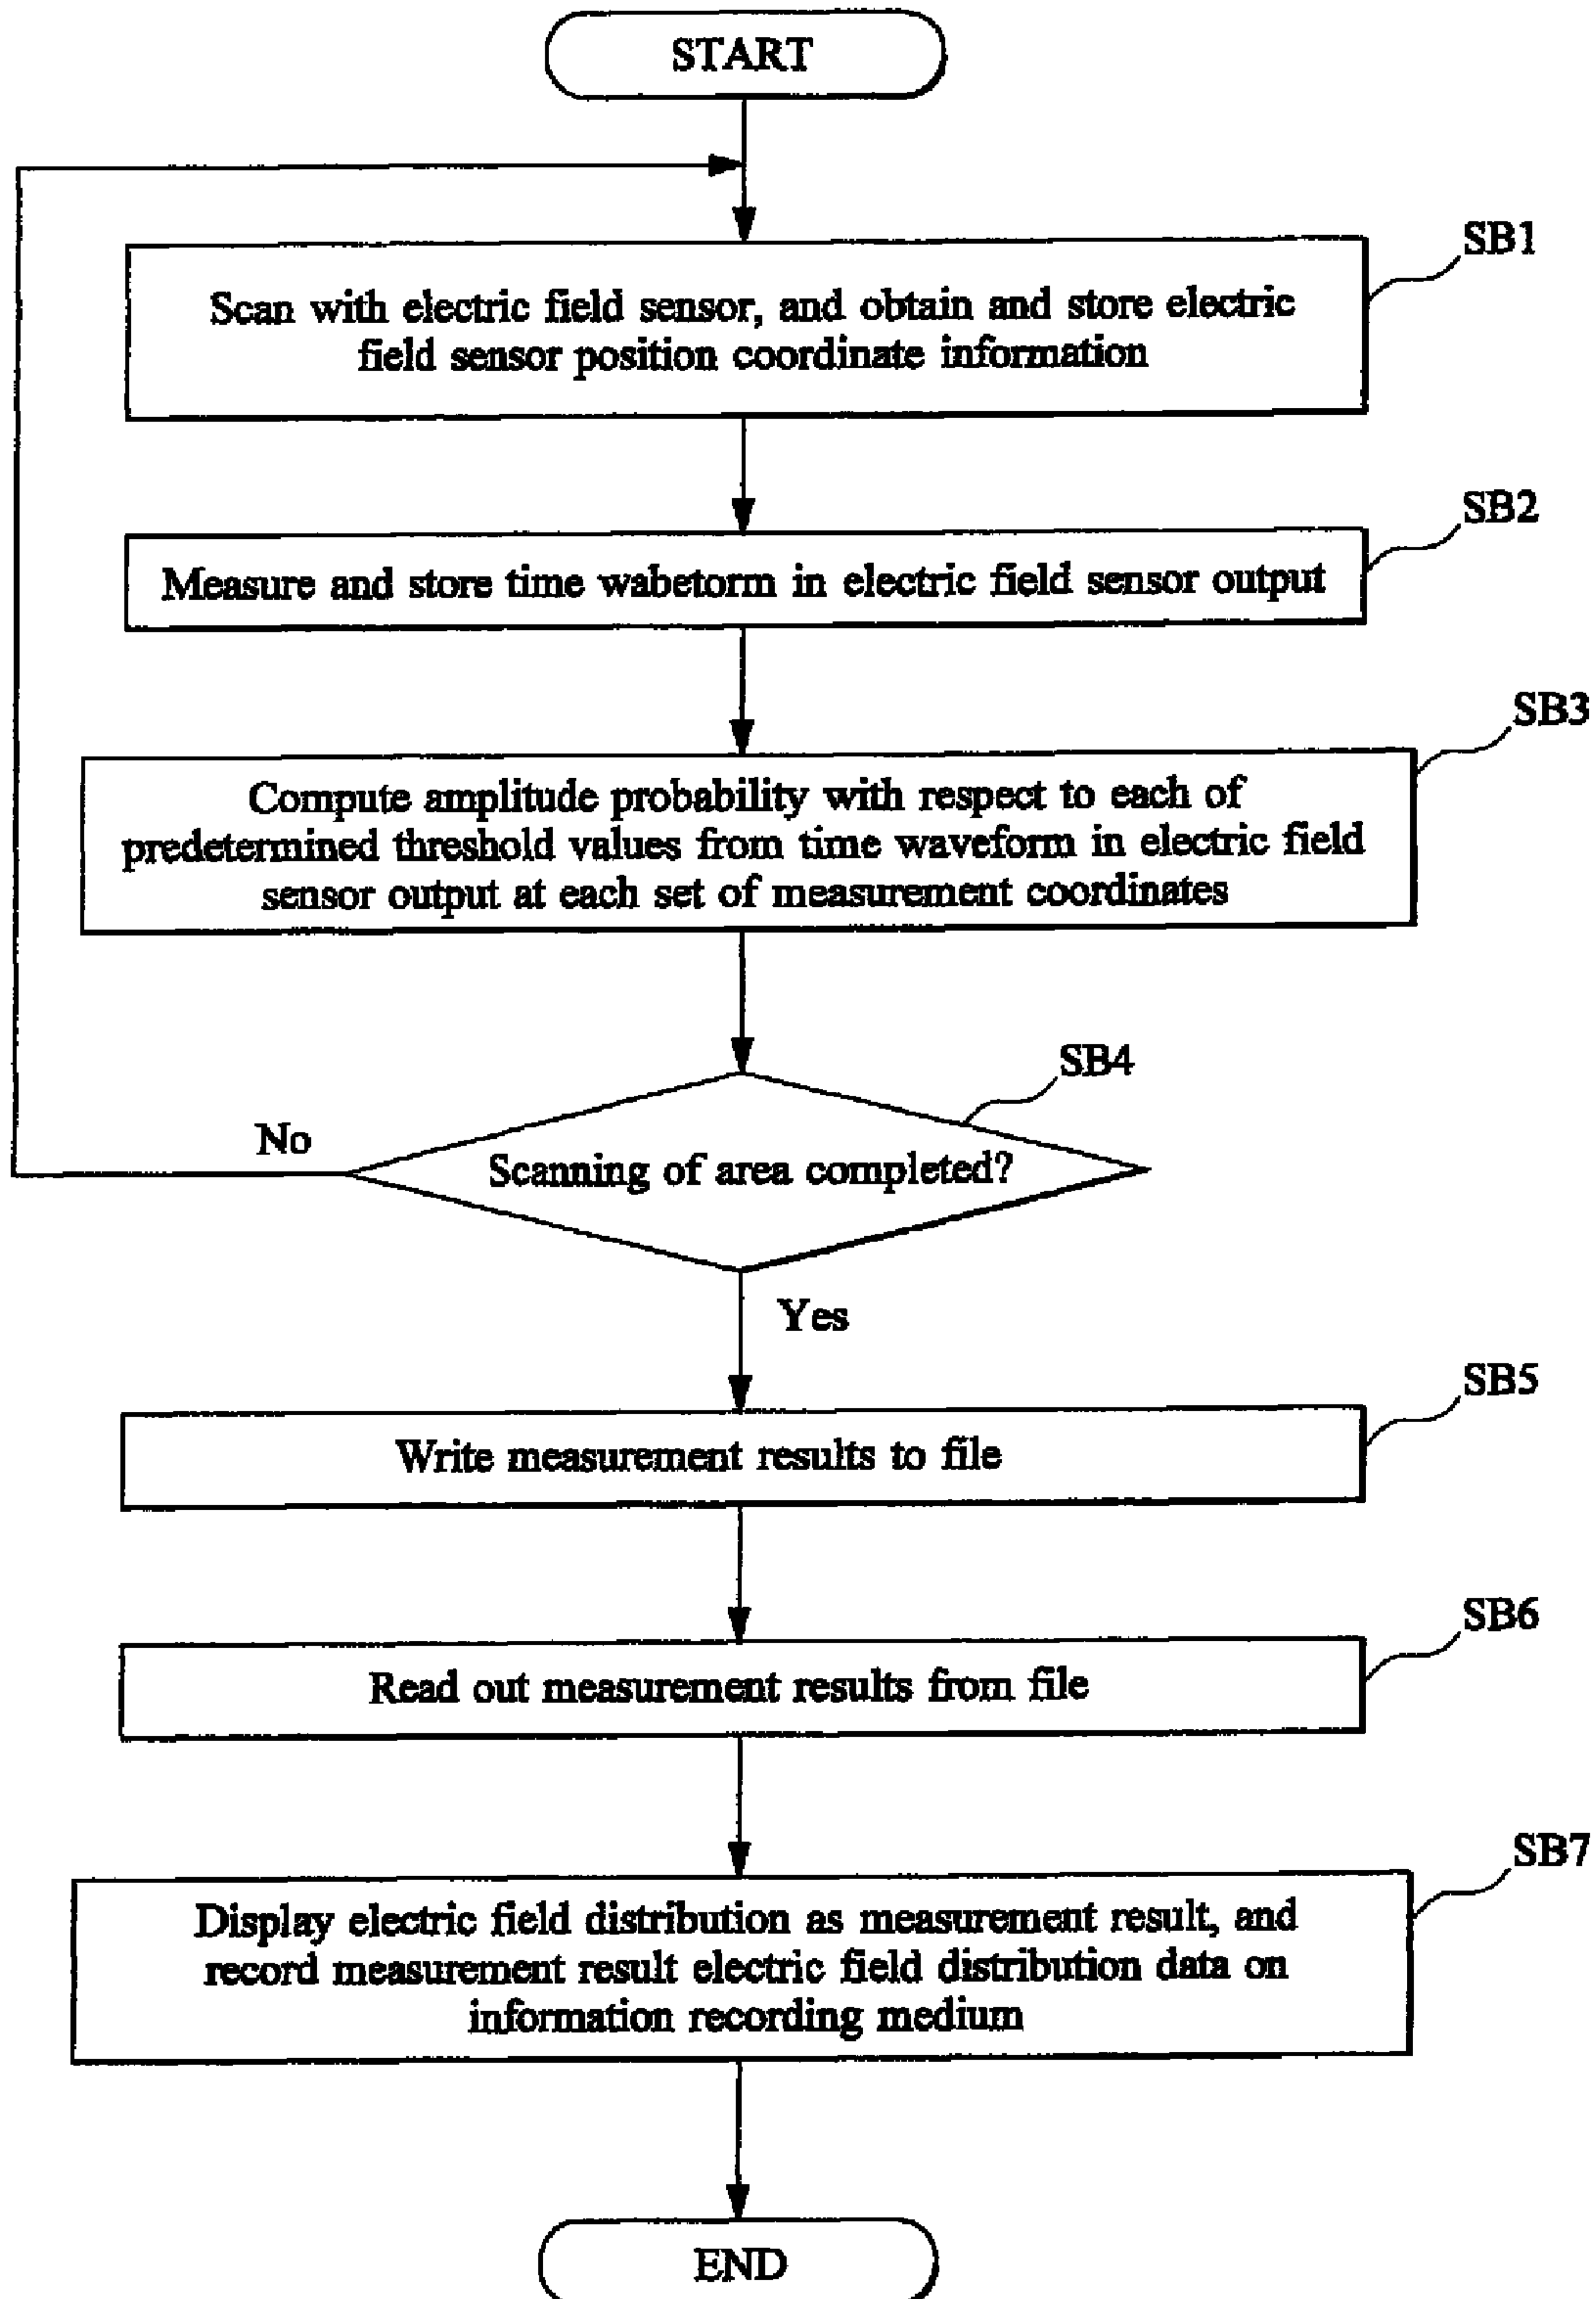 START
SB1
Scan with electric field sensor, and obtain and store electric
field sensor position coordinate information
SB2
Measure and store time wabetorm in electric field sensor output
SB3
Compute amplitude probability with respect to each of
predetermined threshold values from time waveform in electric field
sensor output at each set of measurement coordinates
SB4
No
Scanning of area completed?
Yes
SB5
Write measurement results to file
SB6
Read out measurement results from file
SB7
Display electric field distribution as measurement result, and
record measurement result electric field distribution data on
information recording medium
END